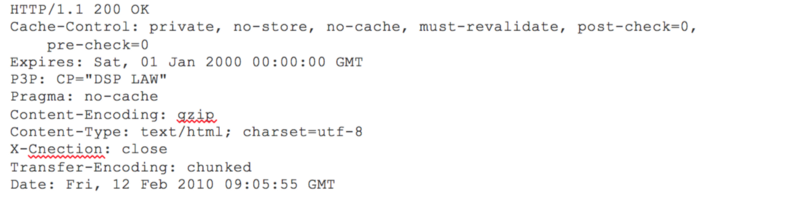 HTTP/1.1 200 OK
Cache-Control: private, no-store, no-cache, must-revalidate, post-check=0,
pre-check=0
Expires: Sat, 01 Jan 2000 00:00:00 GMT
P3P: CP="DSP LAW"
Pragma: no-cache
Content-Encoding: gzip
Content-Type: text/html; charset=utf-8
X-Cnection: close
Transfer-Encoding: chunked
Date: Fri, 12 Feb 2010 09:05:55 GMT